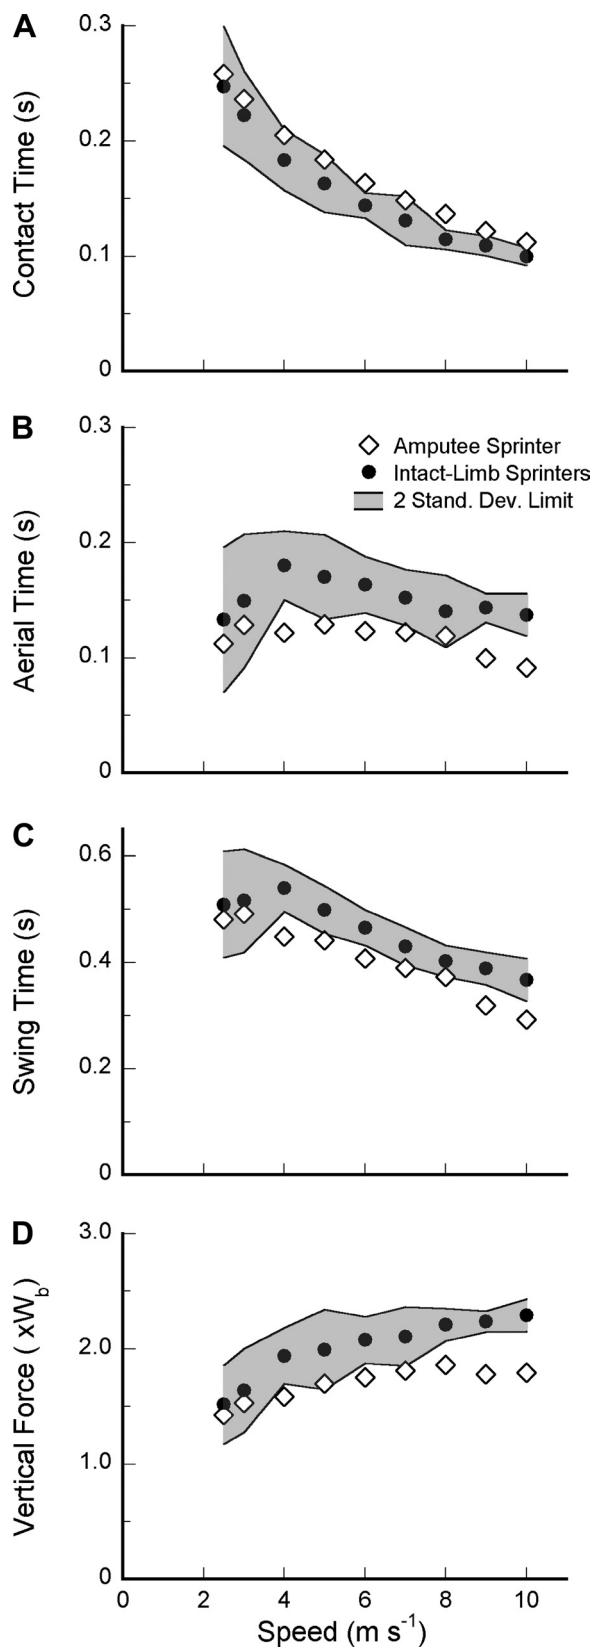 A
Contact Time (s)
0.3
0.2
0.1
0
B
Aerial Time (s)
0.3
0.2
0.1
0
Amputee Sprinter
Intact-Limb Sprinters
2 Stand. Dev. Limit
C
Swing Time (s)
0.6
0.4
0.2
0
D
Vertical Force ( xWb)
3.0
2.0
1.0
0
0 2 4 6 8 10
Speed (m s-1)